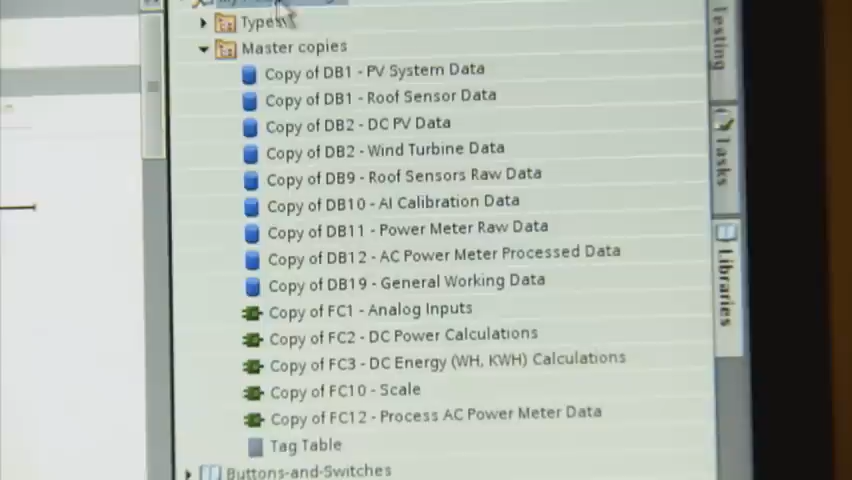 Types
Master copies
Copy of DB1 - PV System Data
Copy of DB1 - Roof Sensor Data
Copy of DB2 - DC PV Data
Copy of DB2 - Wind Turbine Data
Copy of DB9 - Roof Sensors Raw Data
Copy of DB10 - AI Calibration Data
Copy of DB11 - Power Meter Raw Data
Copy of DB12 - AC Power Meter Processed Data
Copy of DB19 - General Working Data
Copy of FC1 - Analog Inputs
Copy of FC2 - DC Power Calculations
Copy of FC3 - DC Energy (WH, KWH) Calculations
Copy of FC10 - Scale
Copy of FC12 - Process AC Power Meter Data
Tag Table
Buttons-and-Switches
Testing
Tasks
Libraries